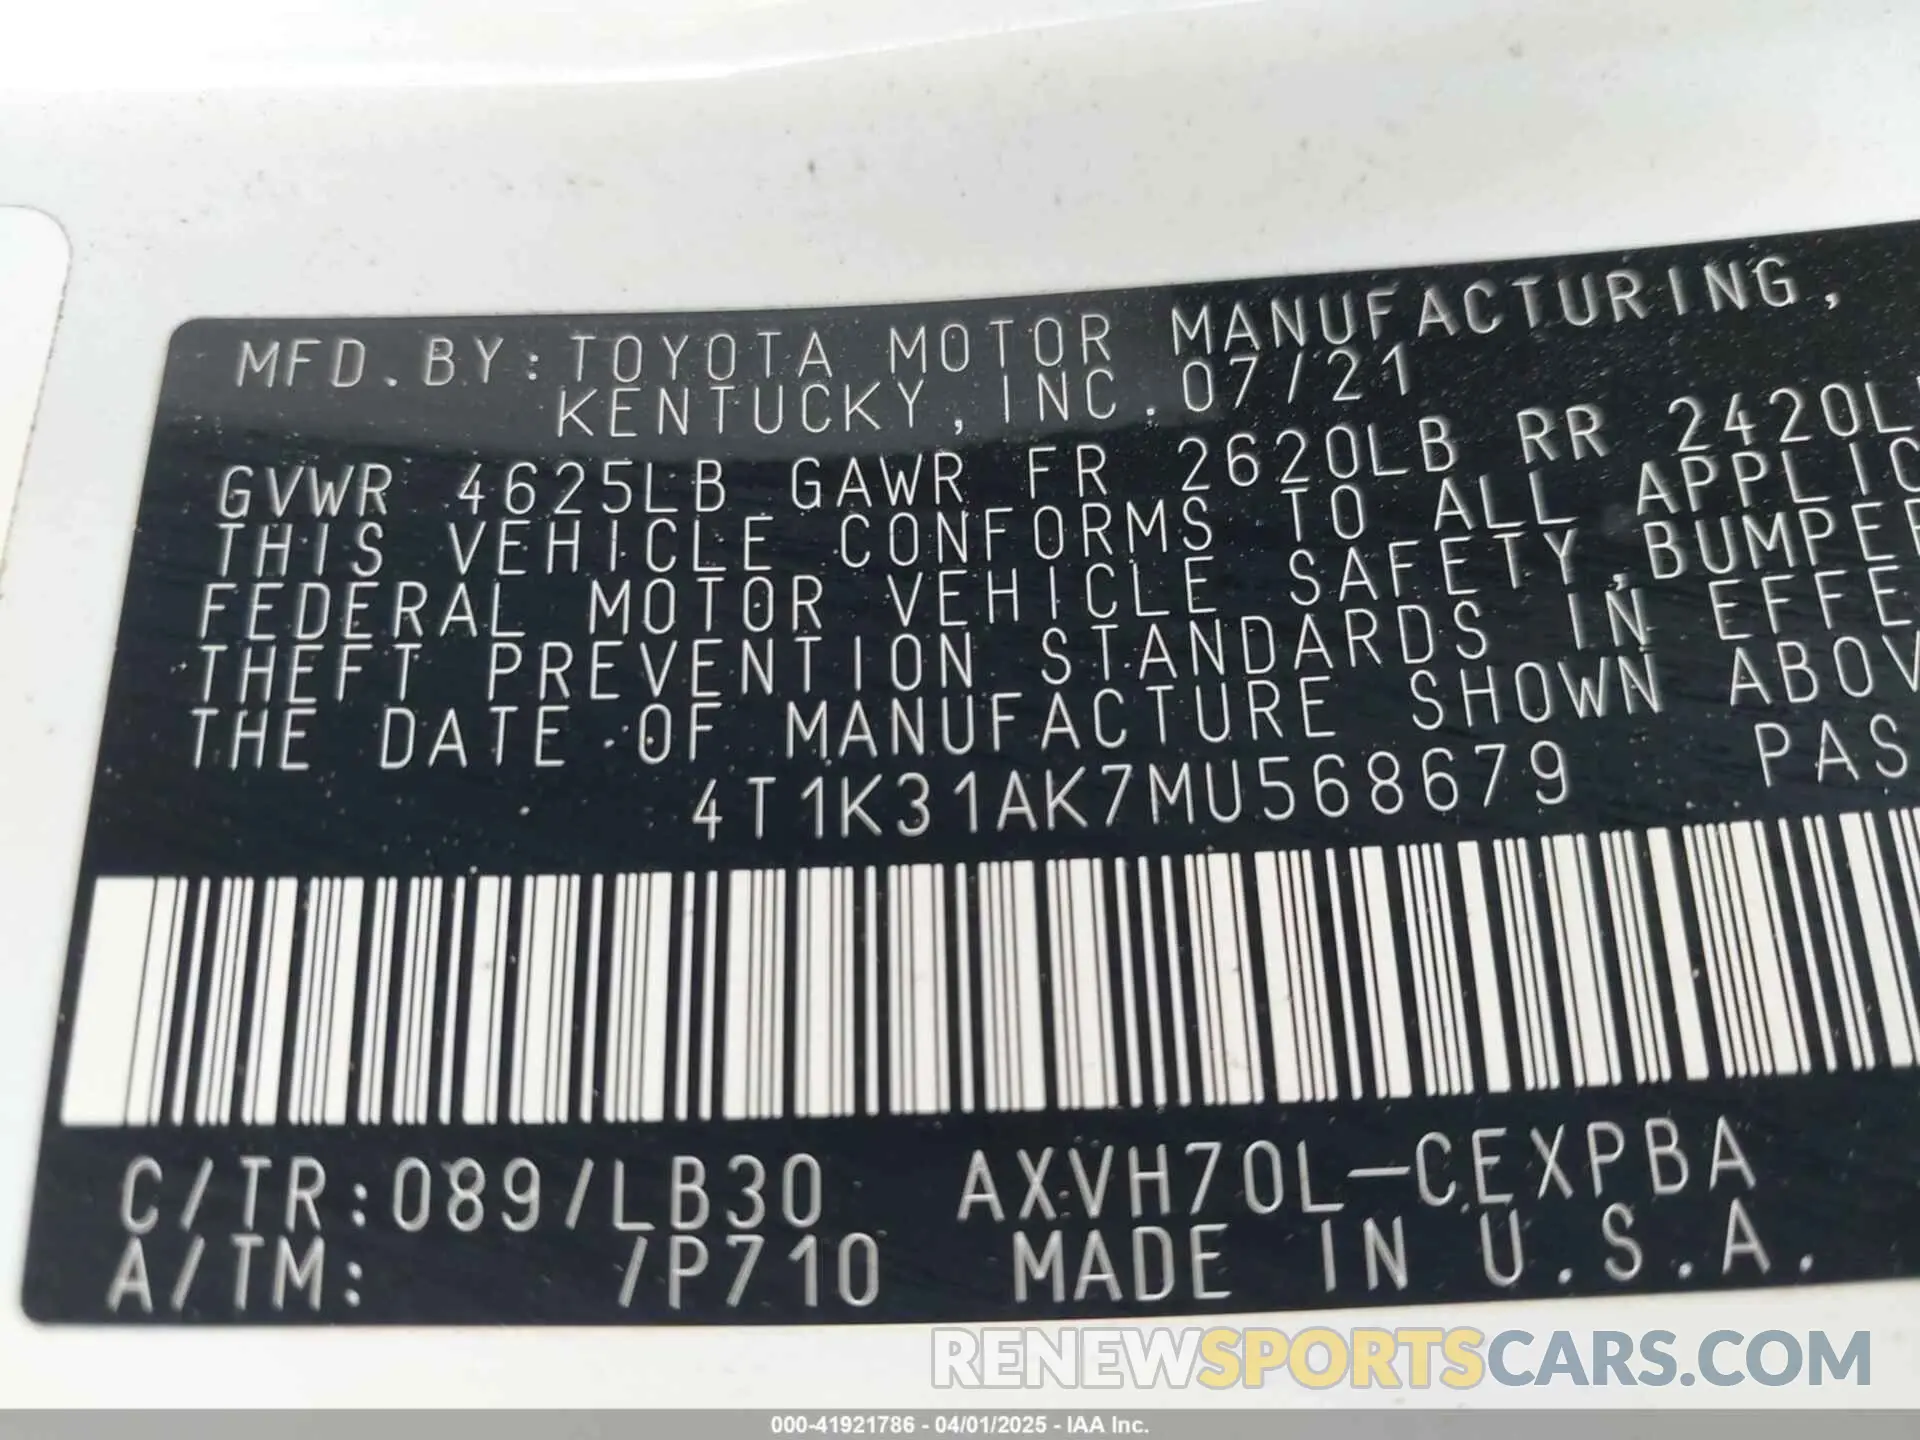 MFD. BY: TOYOTA MOTOR MANUFACTURING,
KENTUCKY, INC. 07/21
GVWR 4625LB GAWR FR 2620LB RR 2420L
THIS VEHICLE CONFORMS TO ALL APPLIC
FEDERAL MOTOR VEHICLE SAFETY, BUMPER
THEFT PREVENTION STANDARDS IN EFFE
THE DATE OF MANUFACTURE SHOWN ABOV
4T1K31AK7MU568679 PAS
C/TR:089/LB30 AXVH70L-CEXPBA
A/TM: /P710 MADE IN U.S.A.
RENEWSPORTSCARS.COM
000-41921786 - 04/01/2025 - IAA Inc.